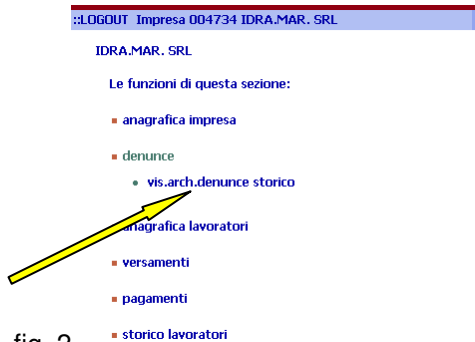 ::LOGOUT Impresa 004734 IDRA.MAR. SRL
IDRA.MAR. SRL
Le funzioni di questa sezione:
anagrafica impresa
denunce
vis.arch.denunce storico
anagrafica lavoratori
versamenti
pagamenti
storico lavoratori
fig. 2